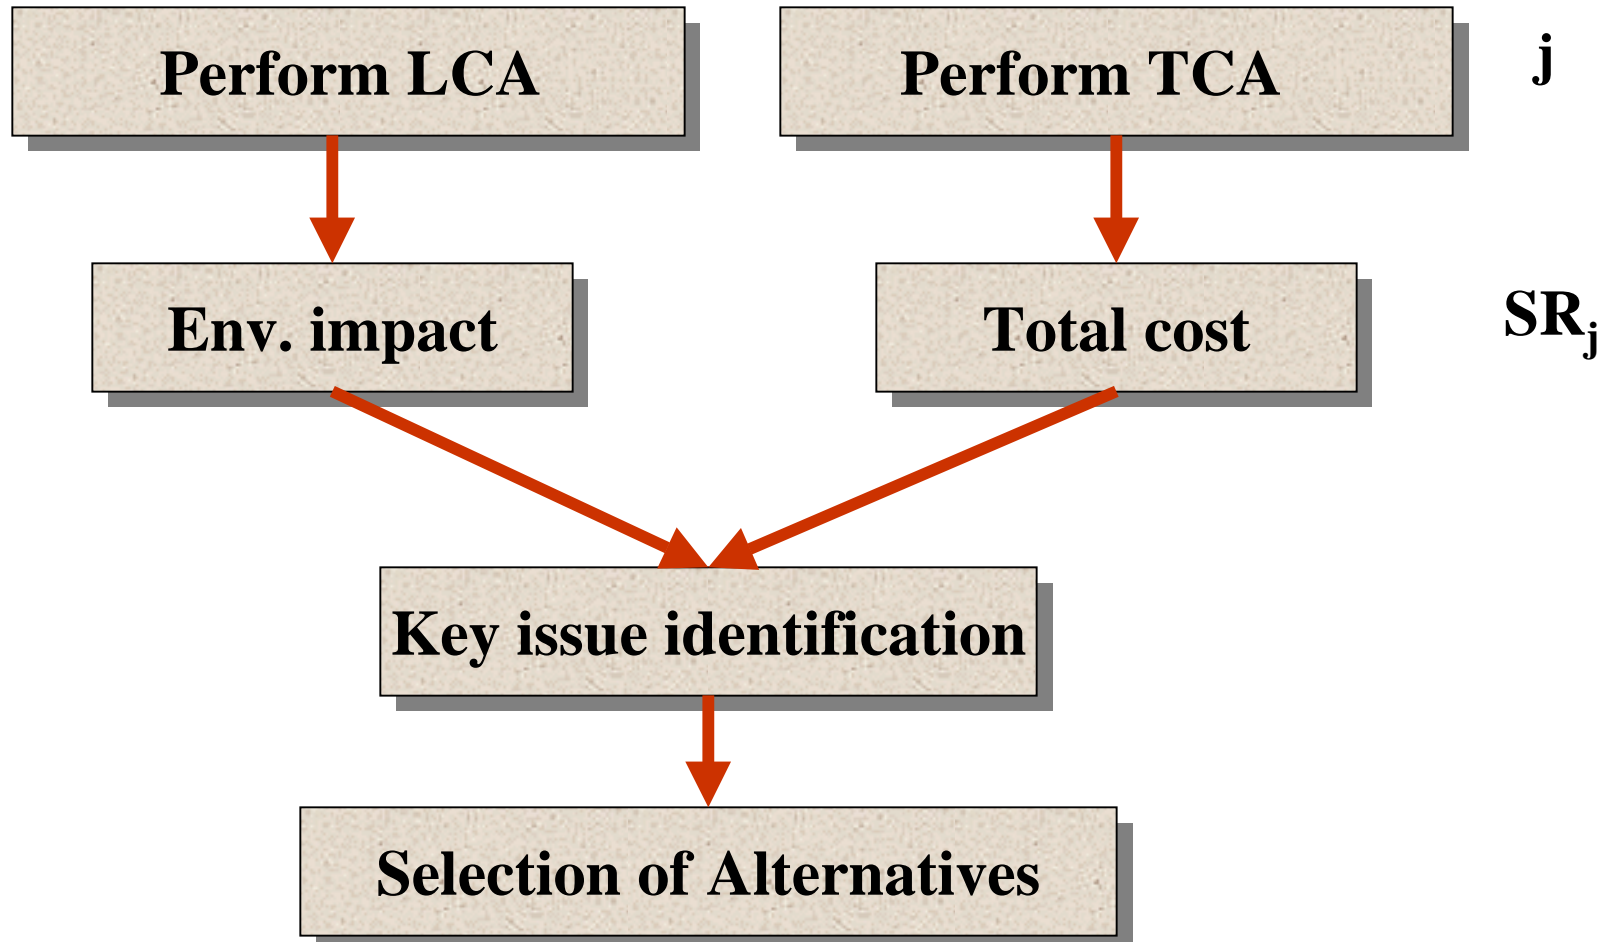 Perform LCA
Perform TCA
j
Env. impact
Total cost
SRj
Key issue identification
Selection of Alternatives